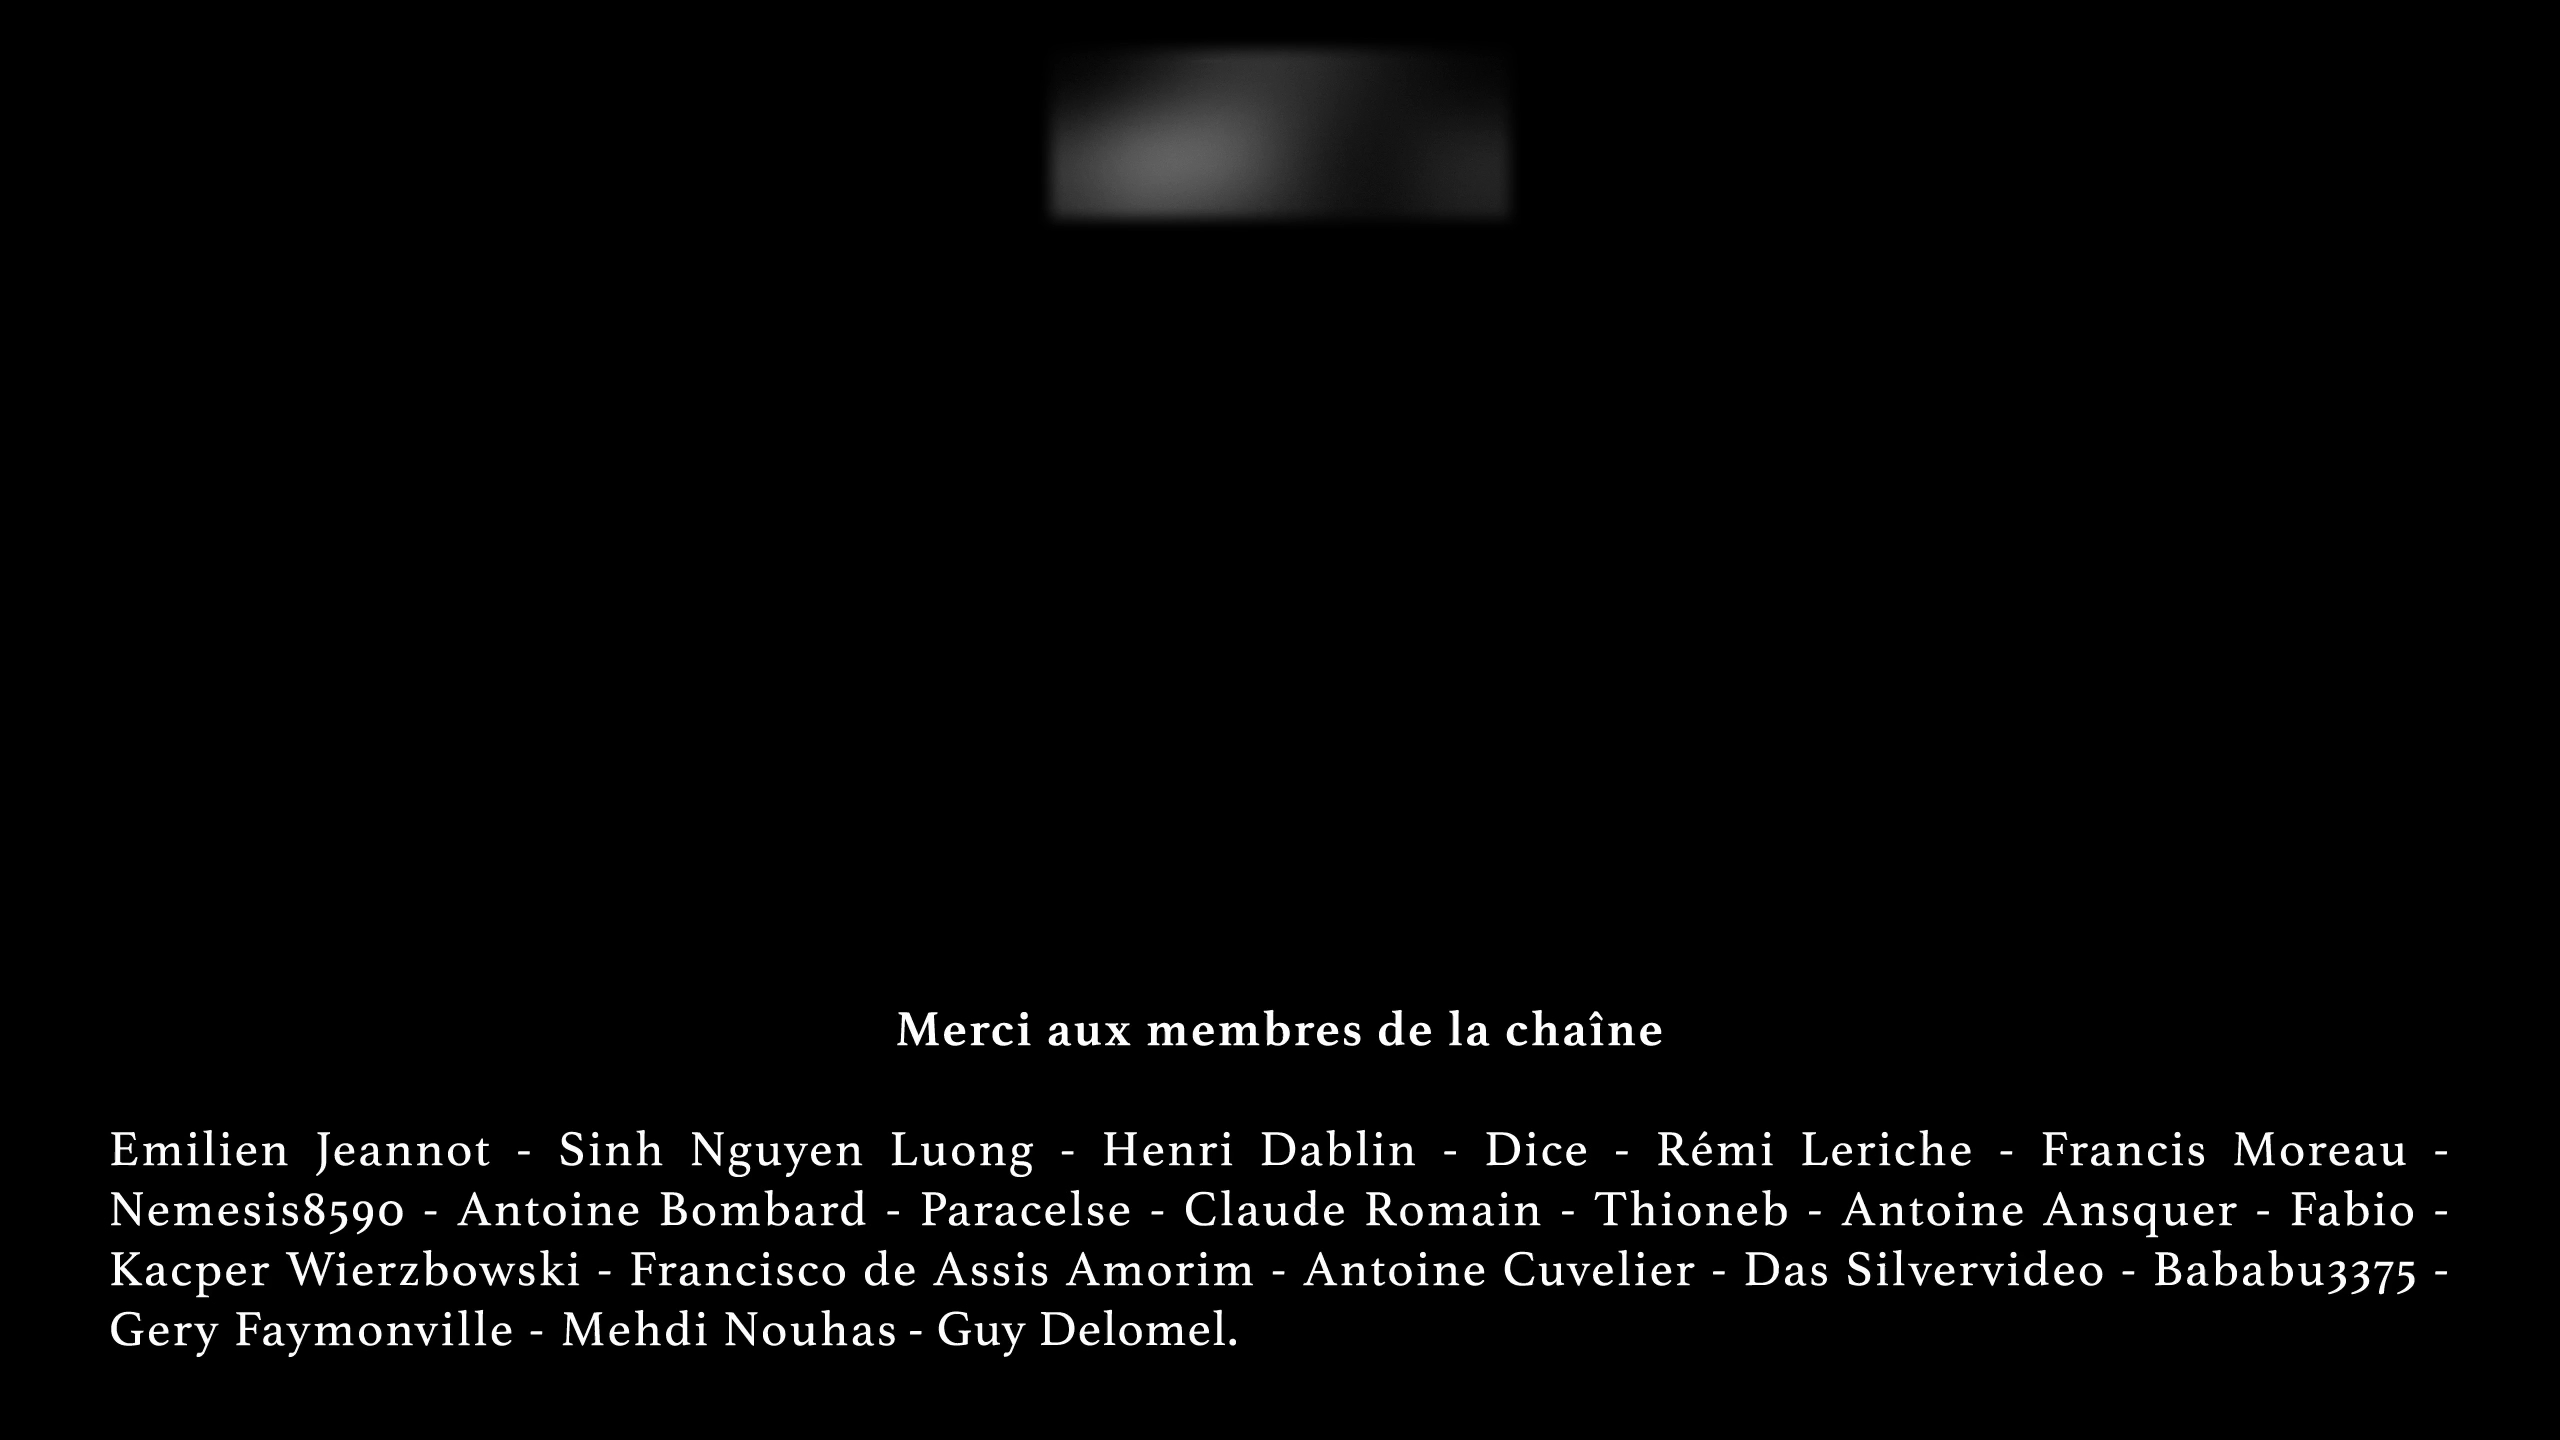 Merci aux membres de la chaîne
Emilien Jeannot - Sinh Nguyen Luong - Henri Dablin - Dice - Rémi Leriche - Francis Moreau -
Nemesis8590 - Antoine Bombard - Paracelse - Claude Romain - Thioneb - Antoine Ansquer - Fabio -
Kacper Wierzbowski - Francisco de Assis Amorim - Antoine Cuvelier - Das Silvervideo - Bababu3375 -
Gery Faymonville - Mehdi Nouhas - Guy Delomel.